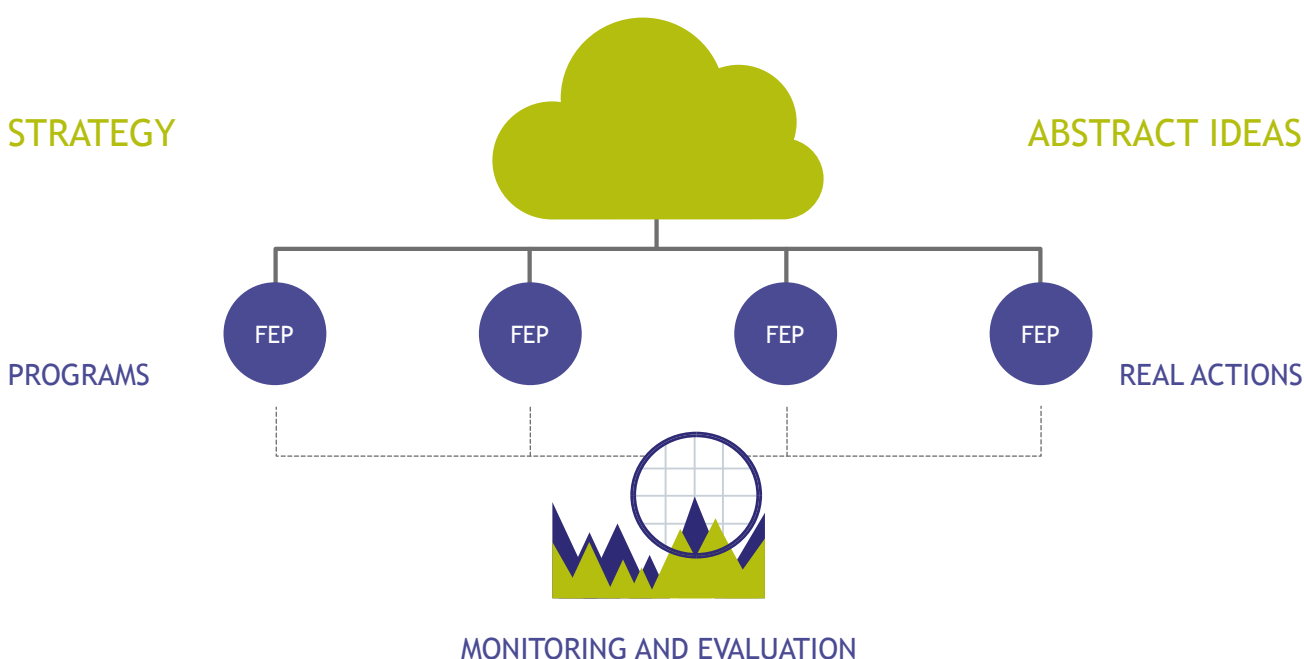 STRATEGY
ABSTRACT IDEAS
FEP
FEP
FEP
FEP
PROGRAMS
REAL ACTIONS
MONITORING AND EVALUATION